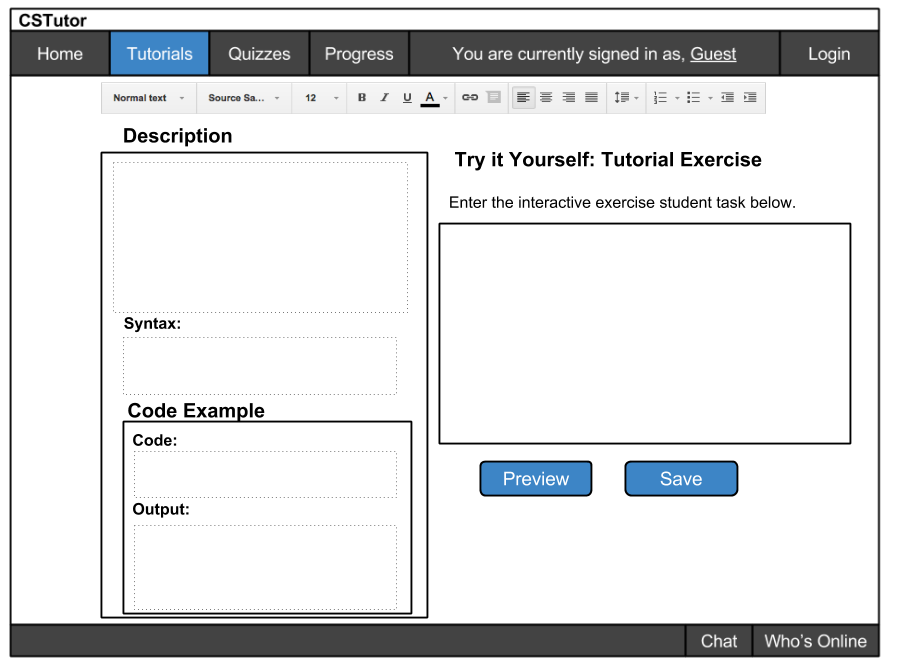 CSTutor
Home Tutorials Quizzes Progress You are currently signed in as, Guest Login
Normal text Source Sa... 12 B I U A
Description
Try it Yourself: Tutorial Exercise
Enter the interactive exercise student task below.
Syntax:
Code Example
Code:
Preview Save
Output:
Chat Who's Online